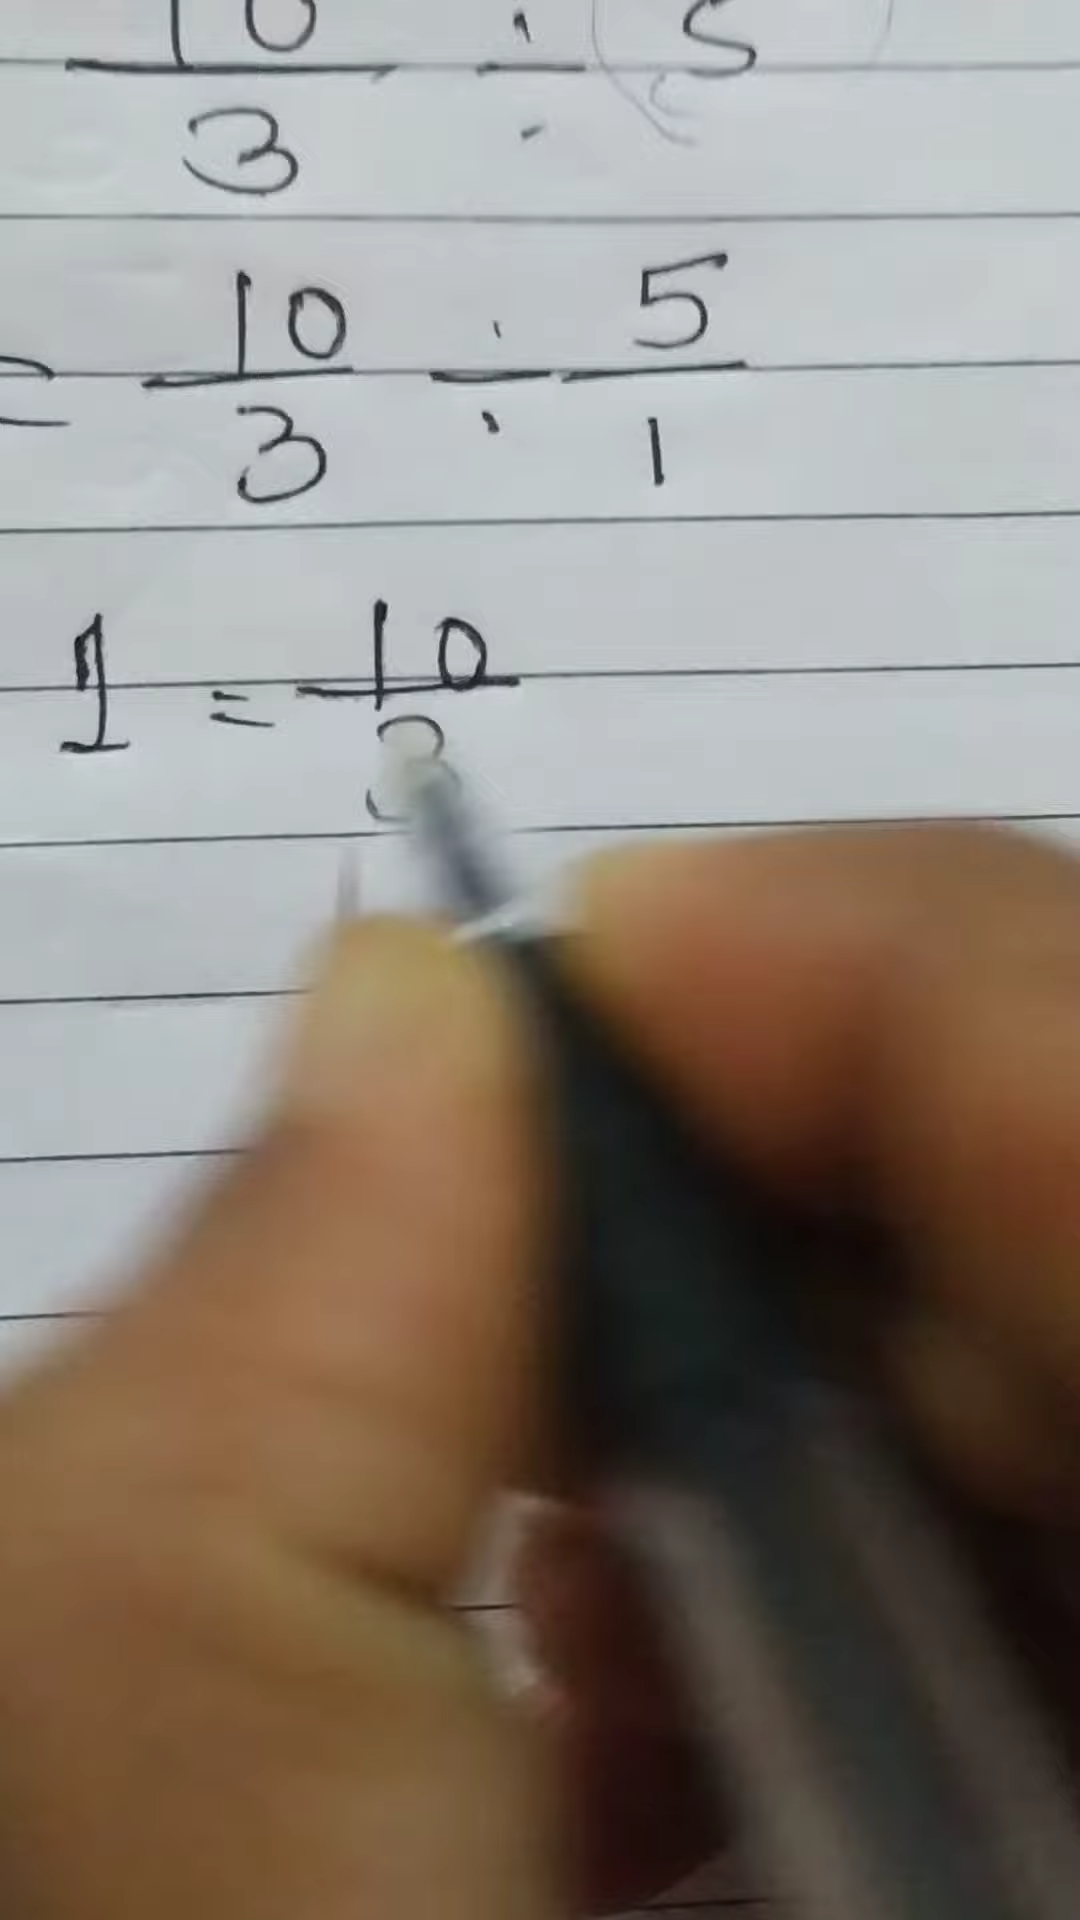 10/3 ÷ 5
= 10/3 ÷ 5/1
1 = 10/3